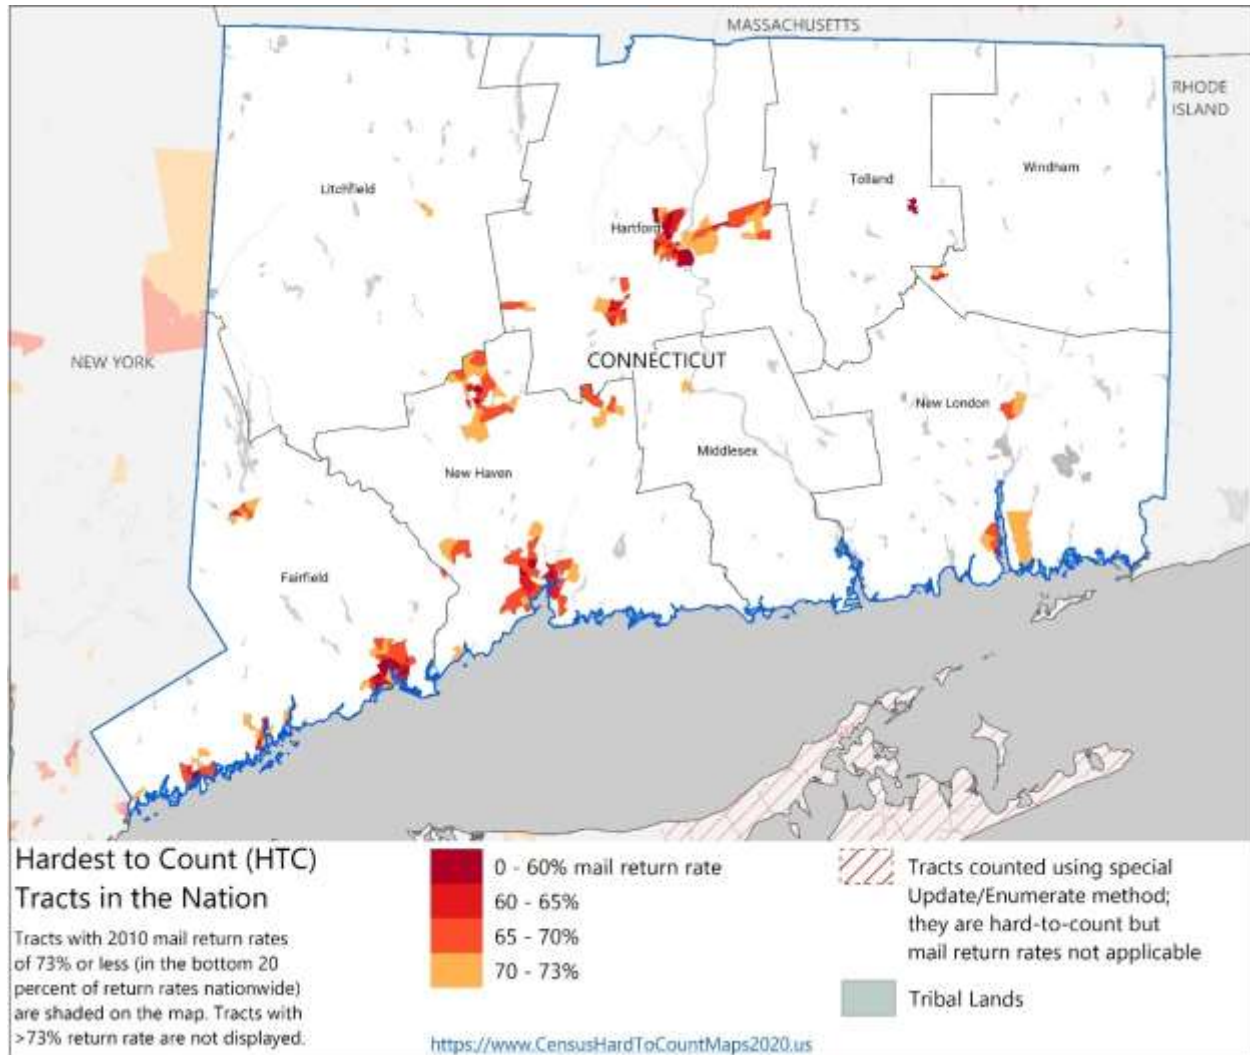 MASSACHUSETTS
RHODE
ISLAND
Windham
Tolland
Litchfield
Hartford
NEW YORK
CONNECTICUT
New London
Middlesex
New Haven
Fairfield
Hardest to Count (HTC)
Tracts in the Nation
Tracts with 2010 mail return rates
of 73% or less (in the bottom 20
percent of return rates nationwide)
are shaded on the map. Tracts with
>73% return rate are not displayed.
0 - 60% mail return rate
60 - 65%
65 - 70%
70 - 73%
https://www.CensusHardToCountMaps2020.us
Tracts counted using special
Update/Enumerate method;
they are hard-to-count but
mail return rates not applicable
Tribal Lands